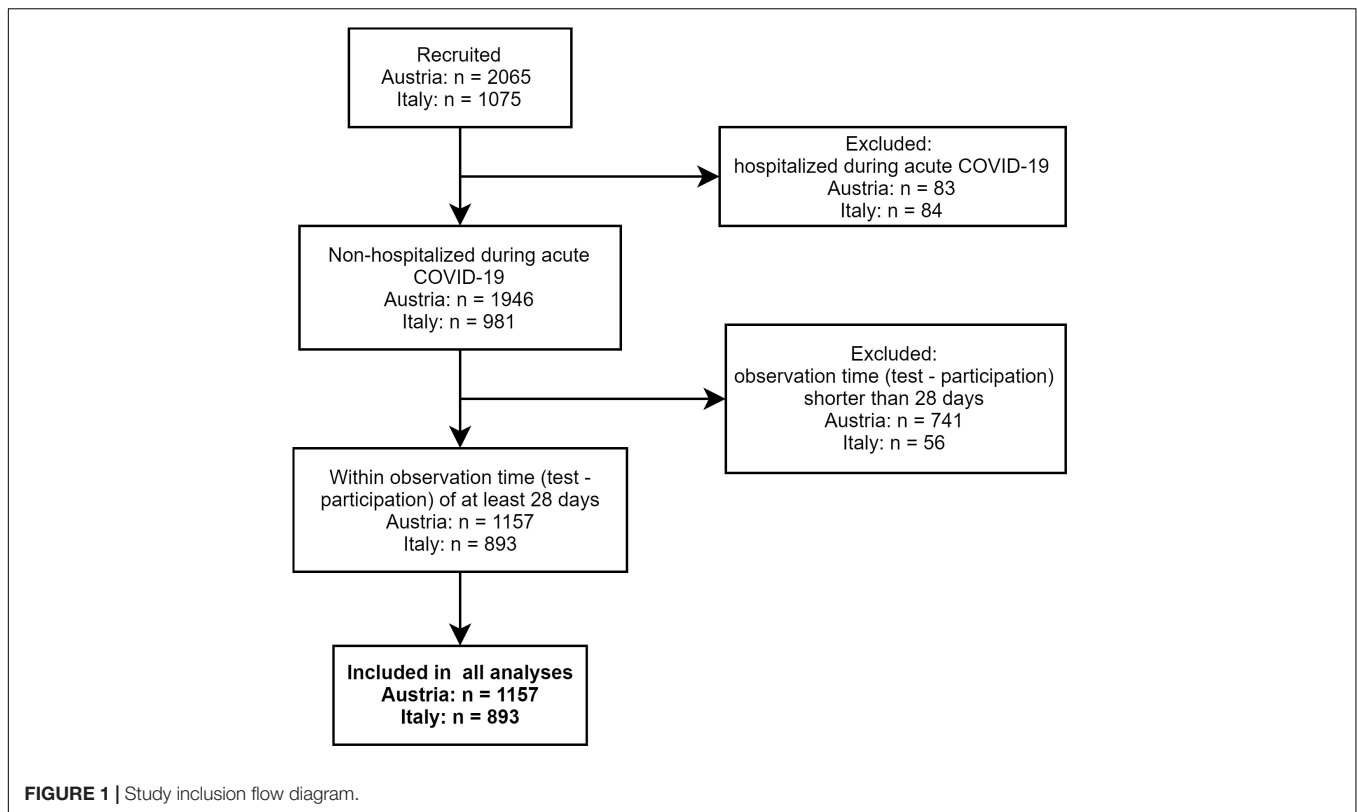 Recruited
Austria: n = 2065
Italy: n = 1075
Excluded:
hospitalized during acute COVID-19
Austria: n = 83
Italy: n = 84
Non-hospitalized during acute
COVID-19
Austria: n = 1946
Italy: n = 981
Excluded:
observation time (test - participation)
shorter than 28 days
Austria: n = 741
Italy: n = 56
Within observation time (test -
participation) of at least 28 days
Austria: n = 1157
Italy: n = 893
Included in all analyses
Austria: n = 1157
Italy: n = 893
FIGURE 1 | Study inclusion flow diagram.